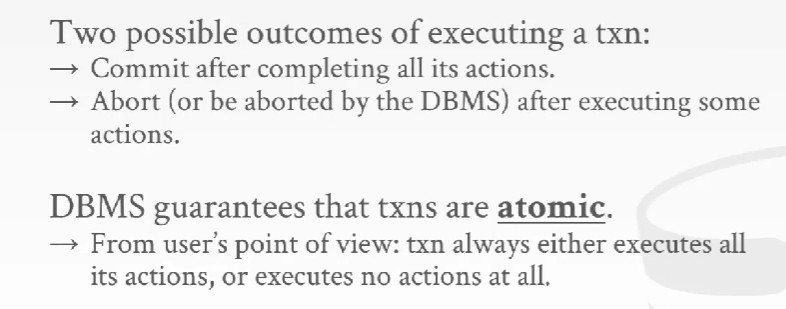 Two possible outcomes of executing a txn:
→ Commit after completing all its actions.
→ Abort (or be aborted by the DBMS) after executing some
actions.
DBMS guarantees that txns are atomic.
→ From user's point of view: txn always either executes all
its actions, or executes no actions at all.